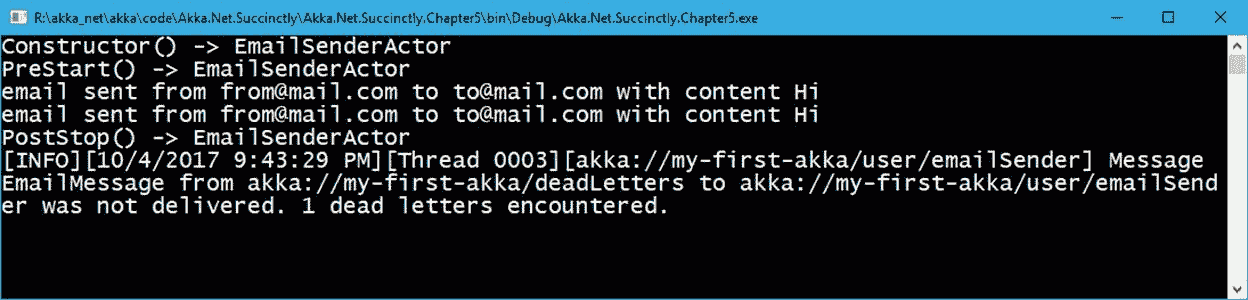 R:\akka_net\akka\code\Akka.Net.Succinctly\Akka.Net.Succinctly.Chapter5\bin\Debug\Akka.Net.Succinctly.Chapter5.exe
Constructor() -> EmailSenderActor
PreStart() -> EmailSenderActor
email sent from from@mail.com to to@mail.com with content Hi
email sent from from@mail.com to to@mail.com with content Hi
PostStop() -> EmailSenderActor
[INFO][10/4/2017 9:43:29 PM][Thread 0003][akka://my-first-akka/user/emailSender] Message
EmailMessage from akka://my-first-akka/deadLetters to akka://my-first-akka/user/emailSend
er was not delivered. 1 dead letters encountered.